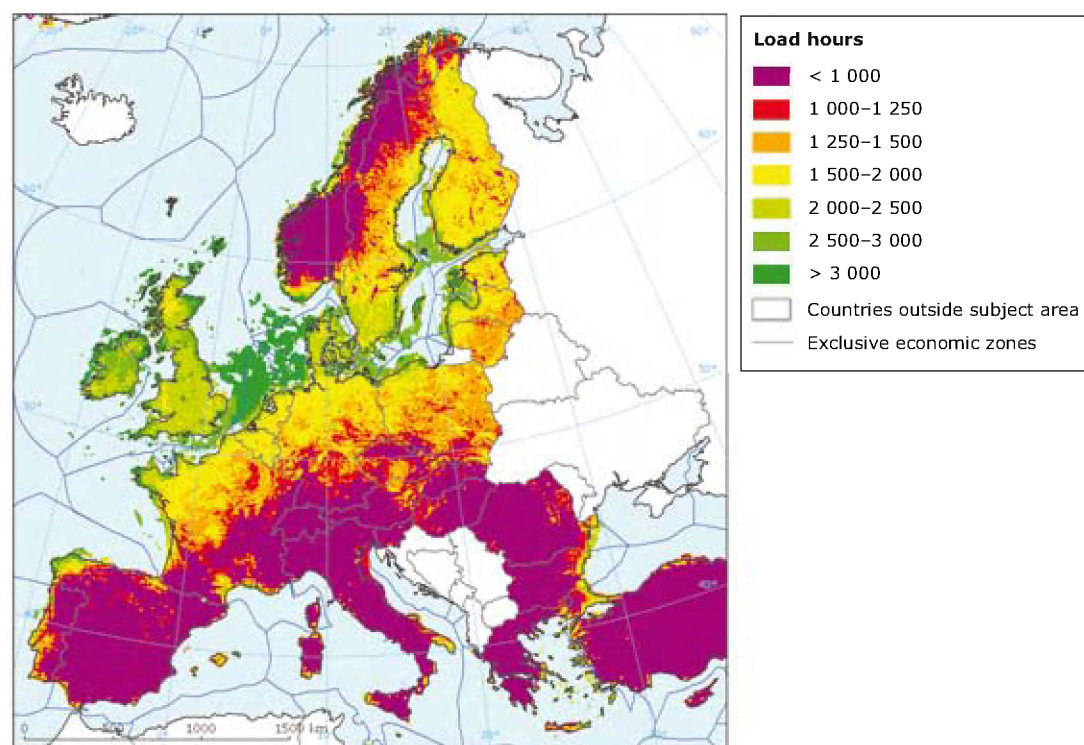 Load hours
< 1 000
1 000–1 250
1 250–1 500
1 500–2 000
2 000–2 500
2 500–3 000
> 3 000
Countries outside subject area
Exclusive economic zones
0 500 1000 1500 km